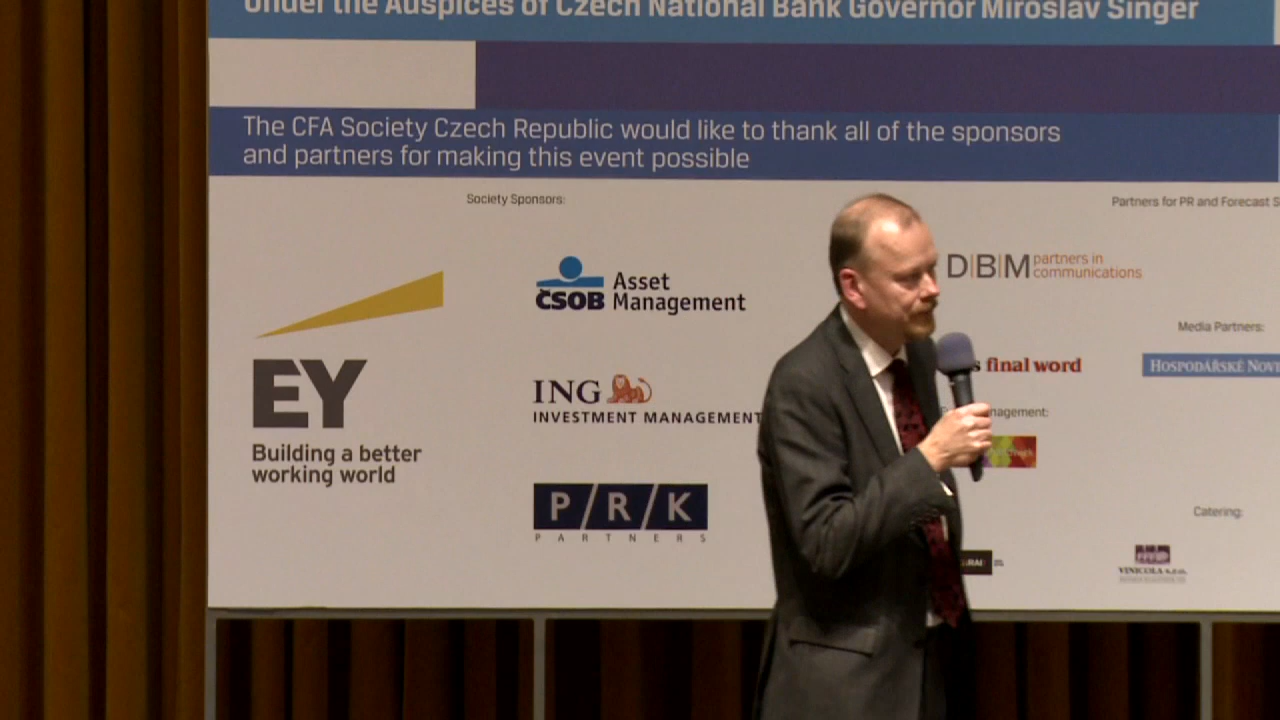 Under the Auspices of Czech National Bank Governor Miroslav Singer
The CFA Society Czech Republic would like to thank all of the sponsors
and partners for making this event possible
Society Sponsors:
Partners for PR and Forecast S
EY
Building a better
working world
ČSOB Asset
Management
ING
INVESTMENT MANAGEMENT
P/R/K
PARTNERS
D|B|M partners in
communications
Media Partners:
s final word
HOSPODÁŘSKÉ NOVI
nagement:
Catering:
VINICOLA s.r.o.